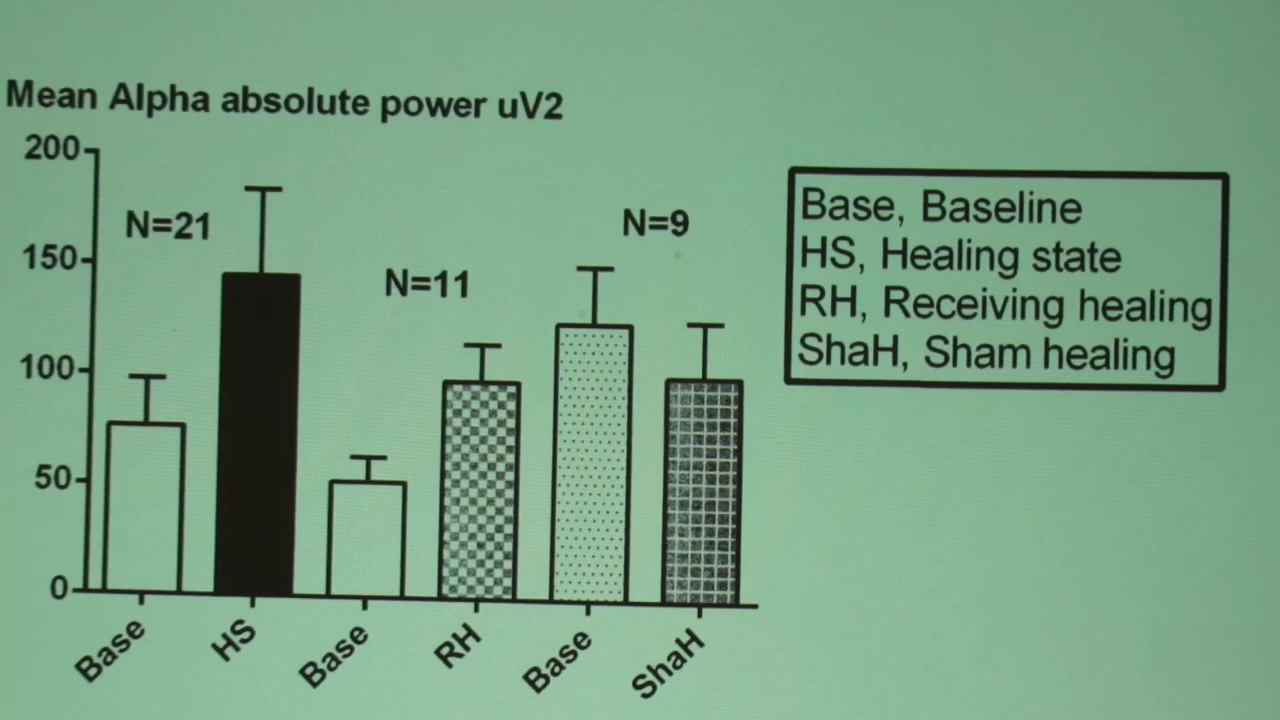 Mean Alpha absolute power uV2
200
150
100
50
0
N=21
N=11
N=9
Base
HS
Base
RH
Base
ShaH
Base, Baseline
HS, Healing state
RH, Receiving healing
ShaH, Sham healing